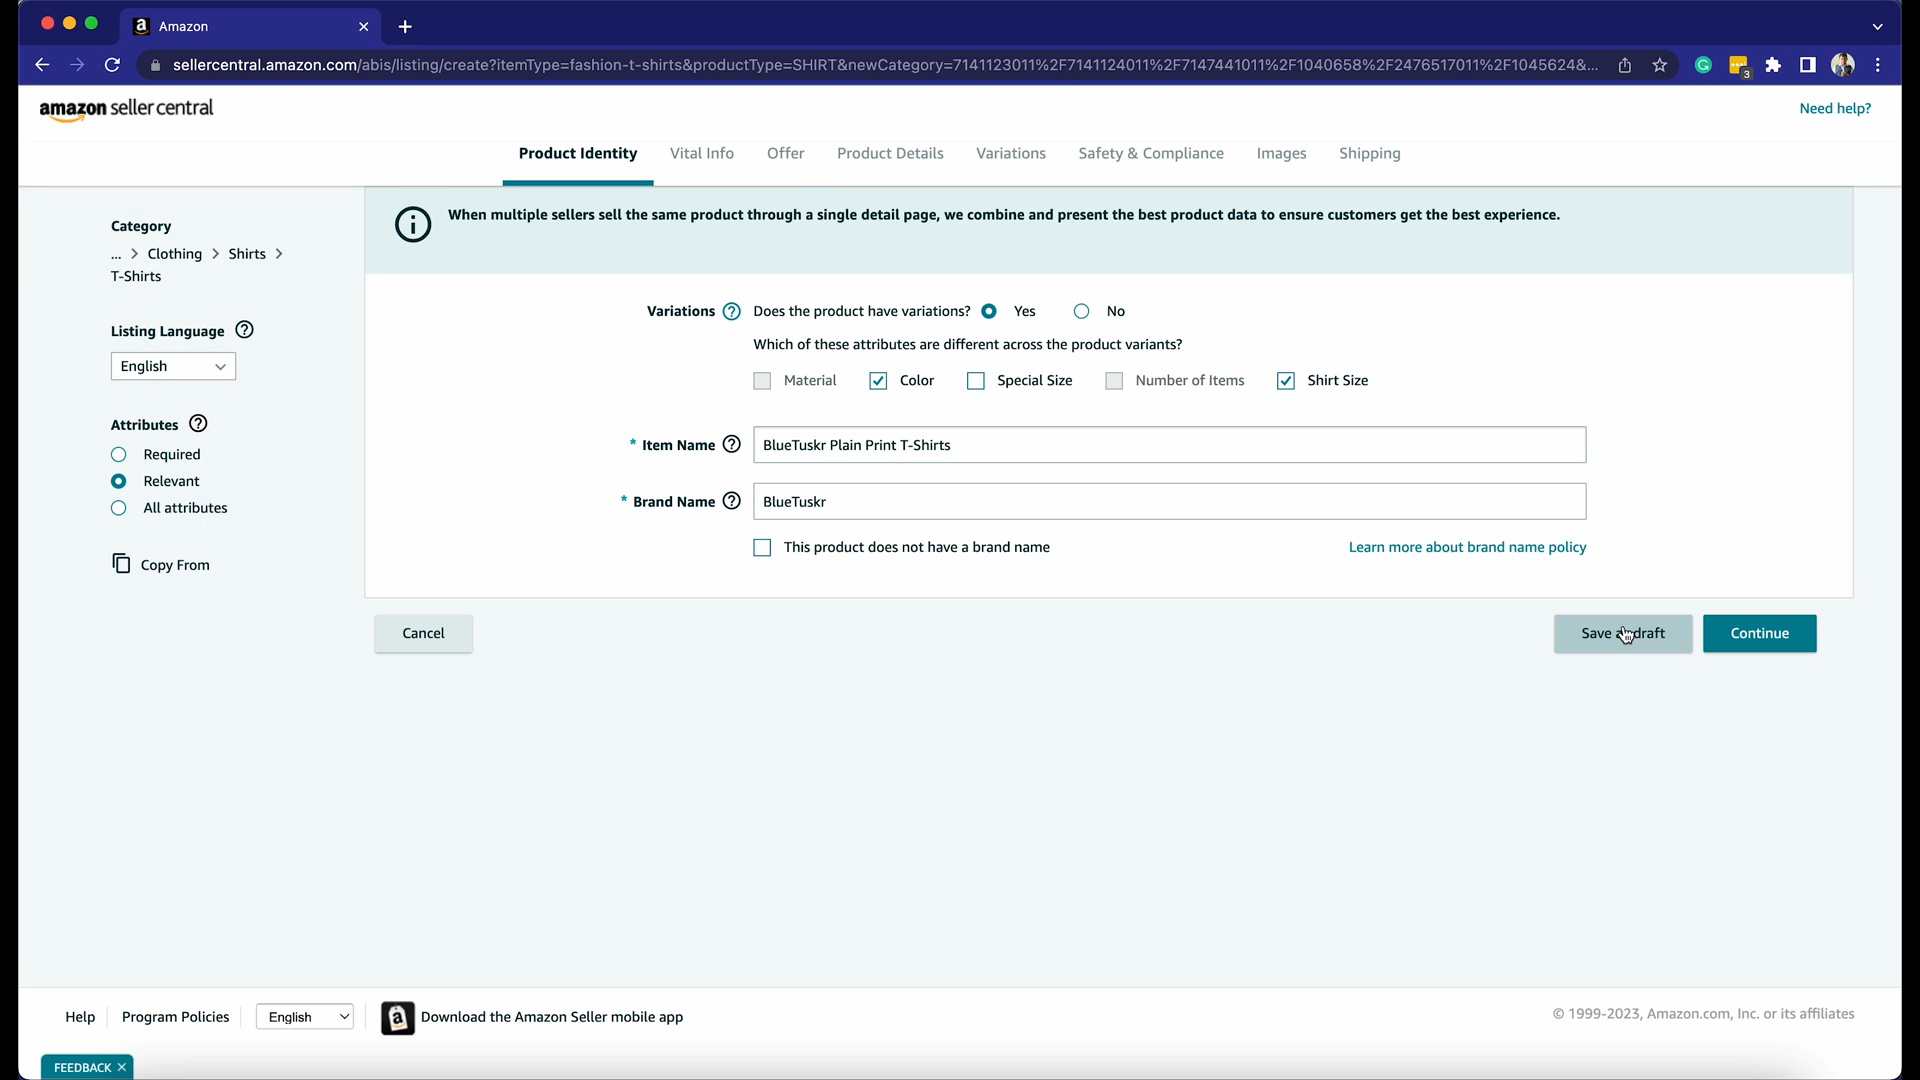 Amazon
sellercentral.amazon.com/abis/listing/create?itemType=fashion-t-shirts&productType=SHIRT&newCategory=7141123011%2F7141124011%2F7147441011%2F1040658%2F2476517011%2F1045624&...
3
amazon seller central
Need help?
Product Identity Vital Info Offer Product Details Variations Safety & Compliance Images Shipping
When multiple sellers sell the same product through a single detail page, we combine and present the best product data to ensure customers get the best experience.
Category
... > Clothing > Shirts >
T-Shirts
Listing Language
English
Attributes
Required
Relevant
All attributes
Copy From
Variations Does the product have variations? Yes No
Which of these attributes are different across the product variants?
Material Color Special Size Number of Items Shirt Size
* Item Name BlueTuskr Plain Print T-Shirts
* Brand Name BlueTuskr
This product does not have a brand name Learn more about brand name policy
Cancel Save as draft Continue
Help Program Policies English Download the Amazon Seller mobile app © 1999-2023, Amazon.com, Inc. or its affiliates
FEEDBACK